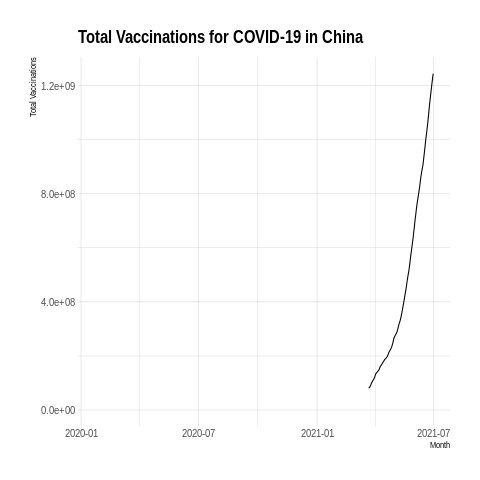 Total Vaccinations for COVID-19 in China
Total Vaccinations
1.2e+09
8.0e+08
4.0e+08
0.0e+00
2020-01 2020-07 2021-01 2021-07
Month